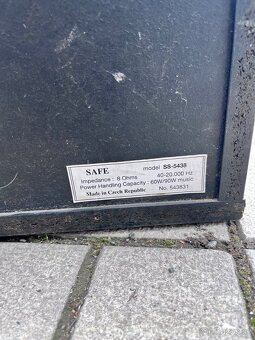 SAFE model SS-5438
Impedance : 8 Ohms 40-20.000 Hz
Power Handling Capacity : 60W/90W music
Made in Czech Republic No. 543831